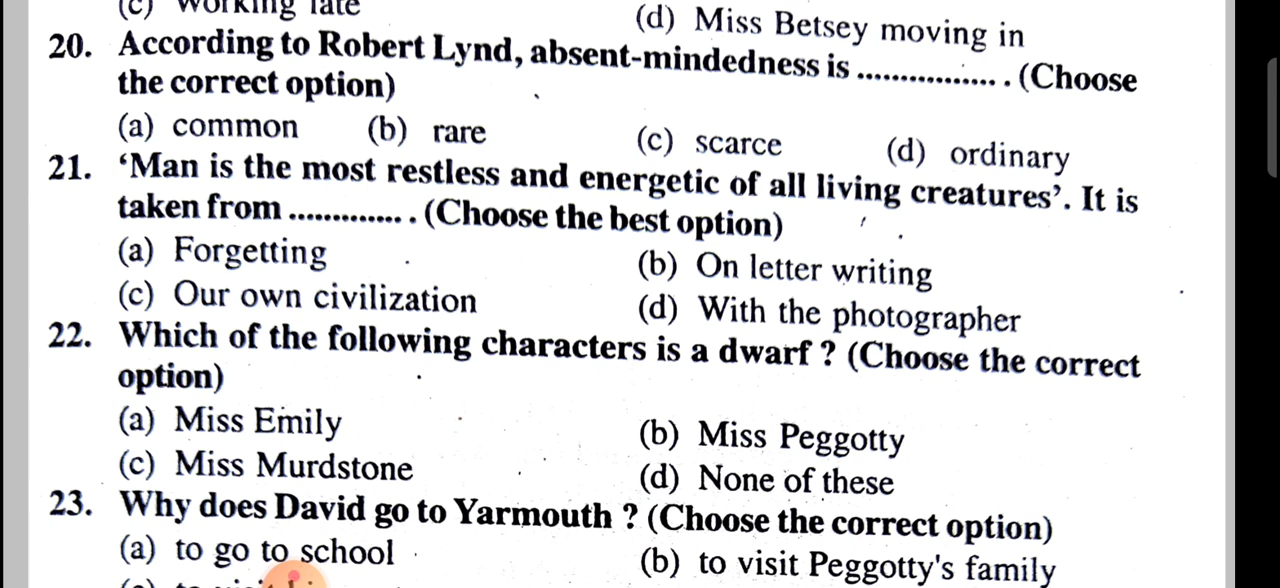 (c) working late
(d) Miss Betsey moving in
20. According to Robert Lynd, absent-mindedness is ................ . (Choose
the correct option)
(a) common (b) rare (c) scarce (d) ordinary
21. ‘Man is the most restless and energetic of all living creatures’. It is
taken from ............. . (Choose the best option)
(a) Forgetting (b) On letter writing
(c) Our own civilization (d) With the photographer
22. Which of the following characters is a dwarf ? (Choose the correct
option)
(a) Miss Emily (b) Miss Peggotty
(c) Miss Murdstone (d) None of these
23. Why does David go to Yarmouth ? (Choose the correct option)
(a) to go to school (b) to visit Peggotty's family